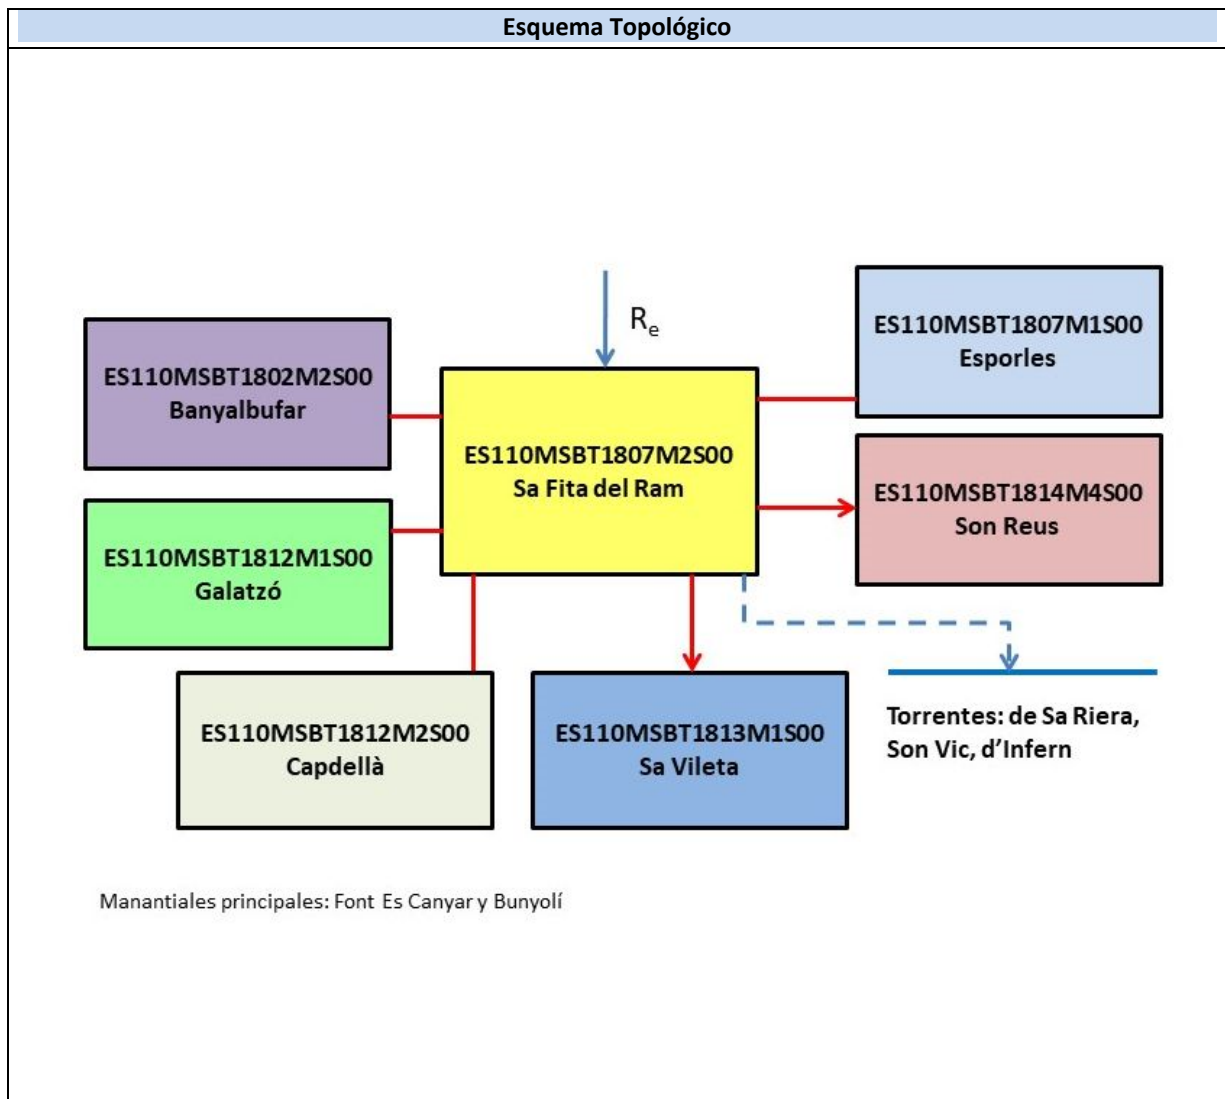 Esquema Topológico
R_e
ES110MSBT1802M2S00
Banyalbufar
ES110MSBT1807M2S00
Sa Fita del Ram
ES110MSBT1807M1S00
Esporles
ES110MSBT1812M1S00
Galatzó
ES110MSBT1814M4S00
Son Reus
ES110MSBT1812M2S00
Capdellà
ES110MSBT1813M1S00
Sa Vileta
Torrentes: de Sa Riera,
Son Vic, d’Infern
Manantiales principales: Font Es Canyar y Bunyolí